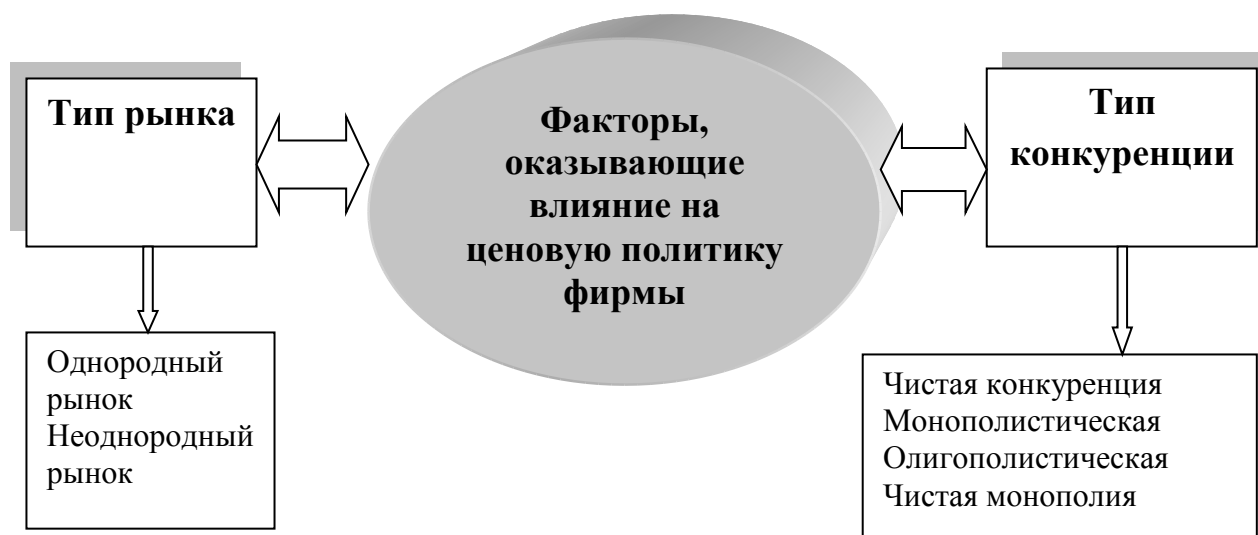 Тип рынка
Факторы,
оказывающие
влияние на
ценовую политику
фирмы
Тип
конкуренции
Однородный
рынок
Неоднородный
рынок
Чистая конкуренция
Монополистическая
Олигополистическая
Чистая монополия